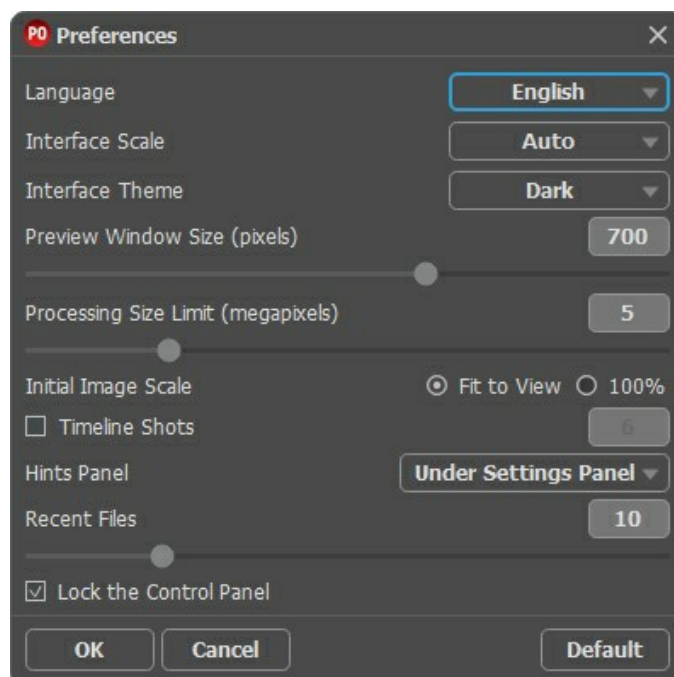 PO Preferences
Language English
Interface Scale Auto
Interface Theme Dark
Preview Window Size (pixels) 700
Processing Size Limit (megapixels) 5
Initial Image Scale Fit to View 100%
Timeline Shots 6
Hints Panel Under Settings Panel
Recent Files 10
Lock the Control Panel
OK Cancel Default